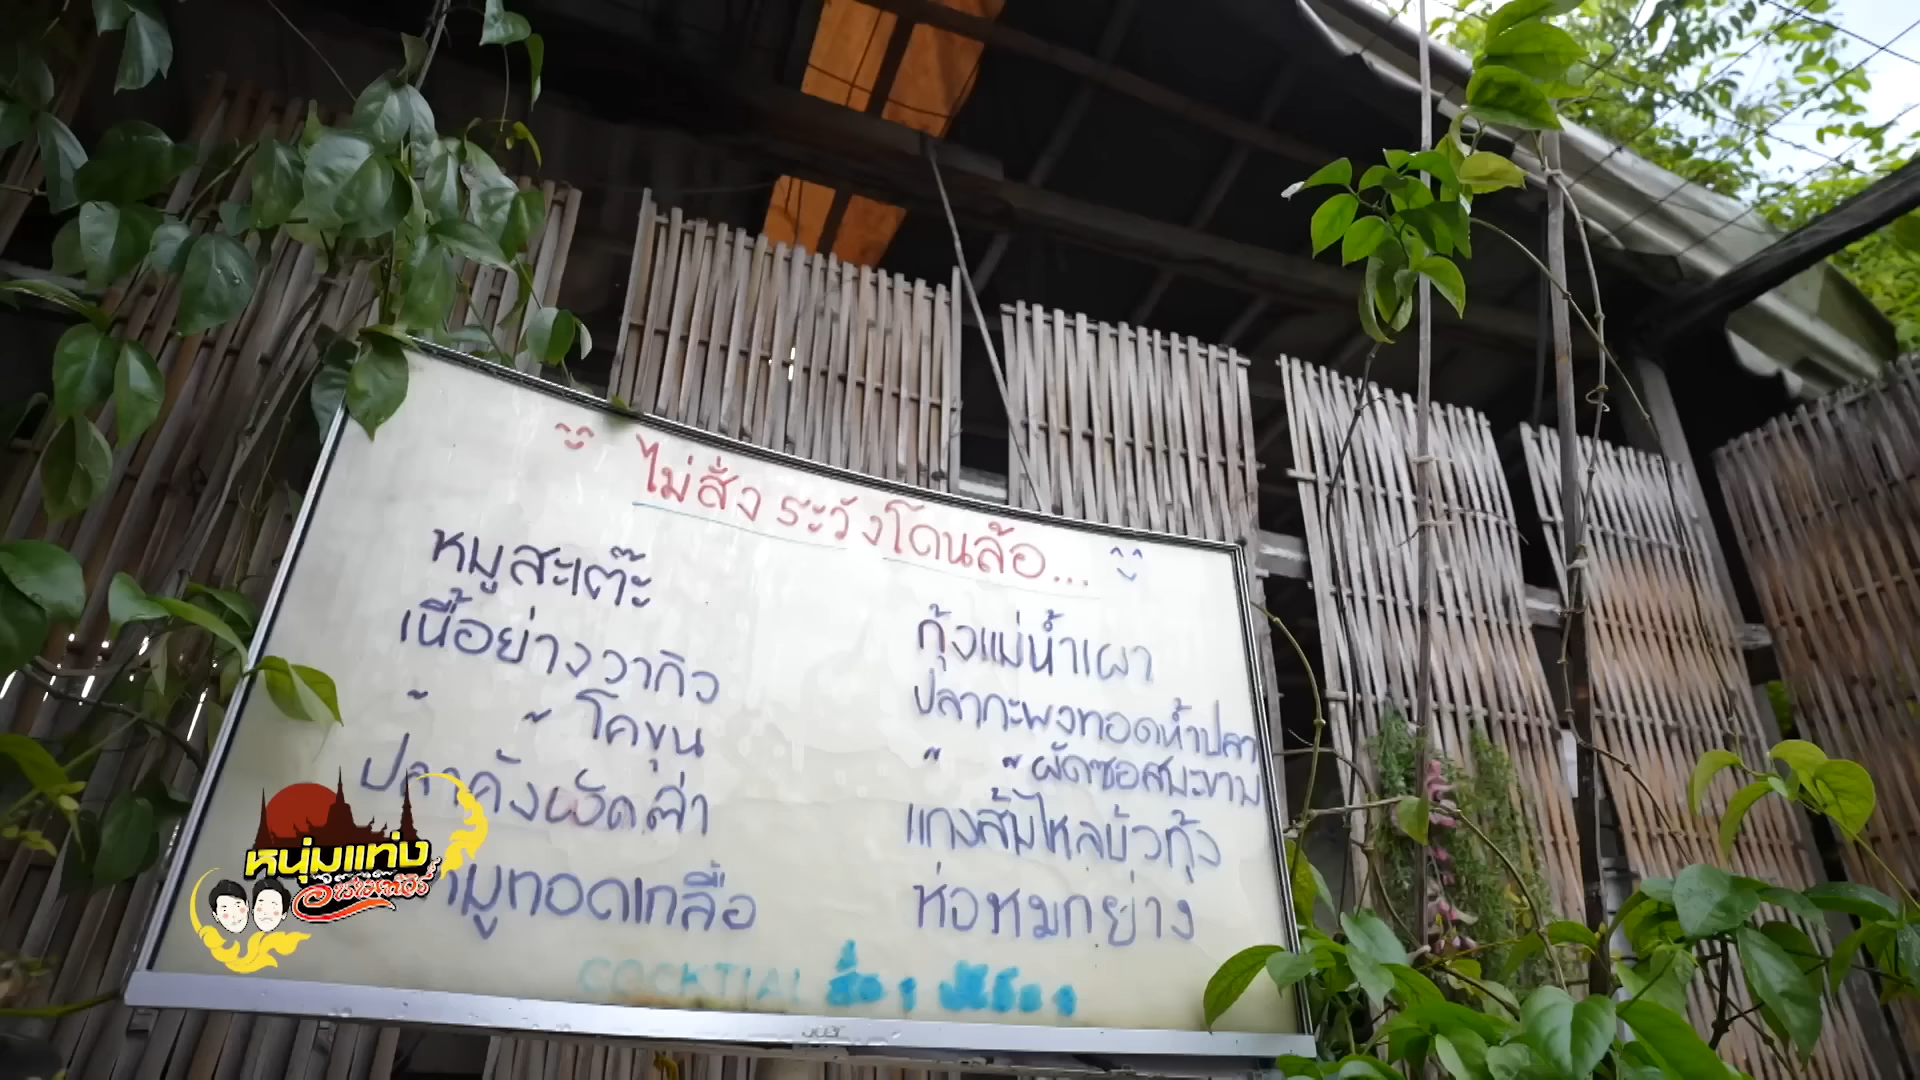 ไม่สั่ง ระวังโดนล้อ...
หมูสะเต๊ะ
เนื้อย่างวากิว
" " โคขุน
ปลาคังผัดฉ่า
หมูทอดเกลือ
กุ้งแม่น้ำเผา
ปลากะพงทอดน้ำปลา
" " ผัดซอสมะขาม
แกงส้มไหลบัวกุ้ง
ห่อหมกย่าง
COCKTIAL สั่ง 1
acer
หนุ่มแท่ง